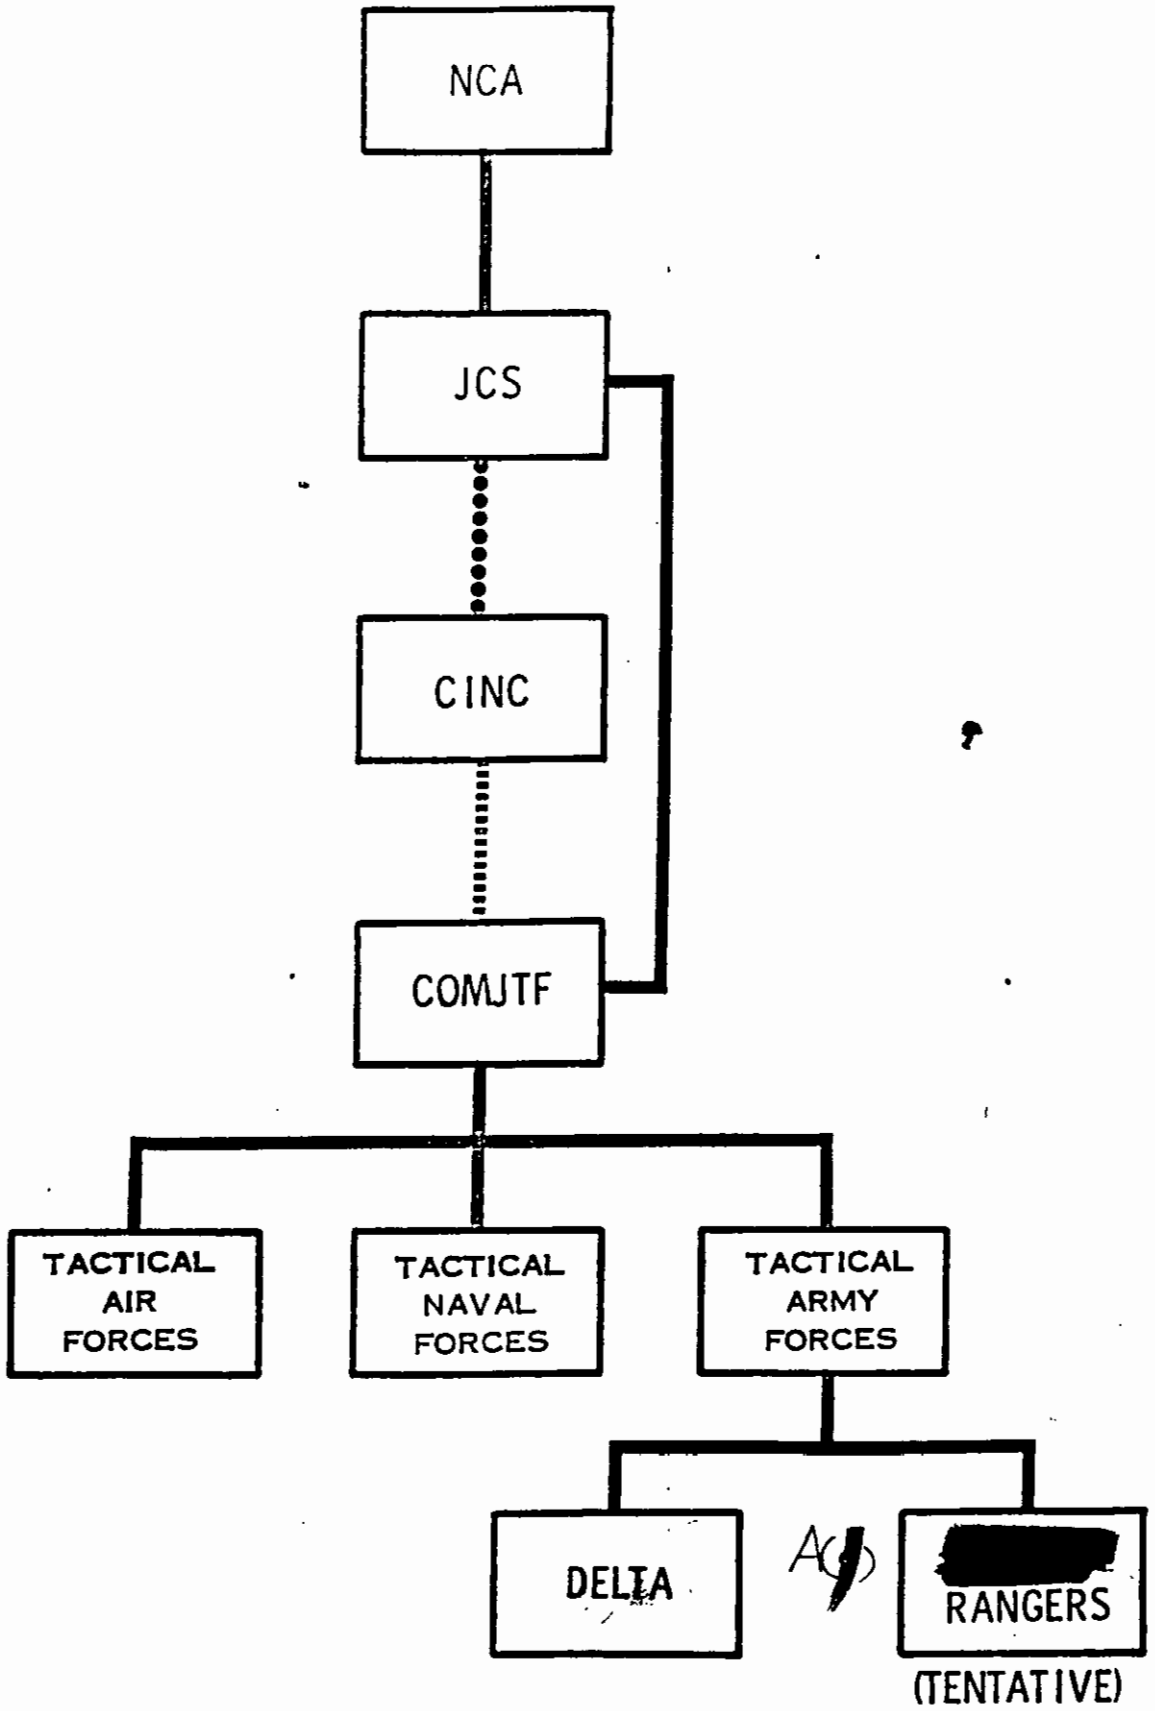 NCA
JCS
CINC
COMJTF
TACTICAL
AIR
FORCES
TACTICAL
NAVAL
FORCES
TACTICAL
ARMY
FORCES
DELTA
RANGERS
(TENTATIVE)